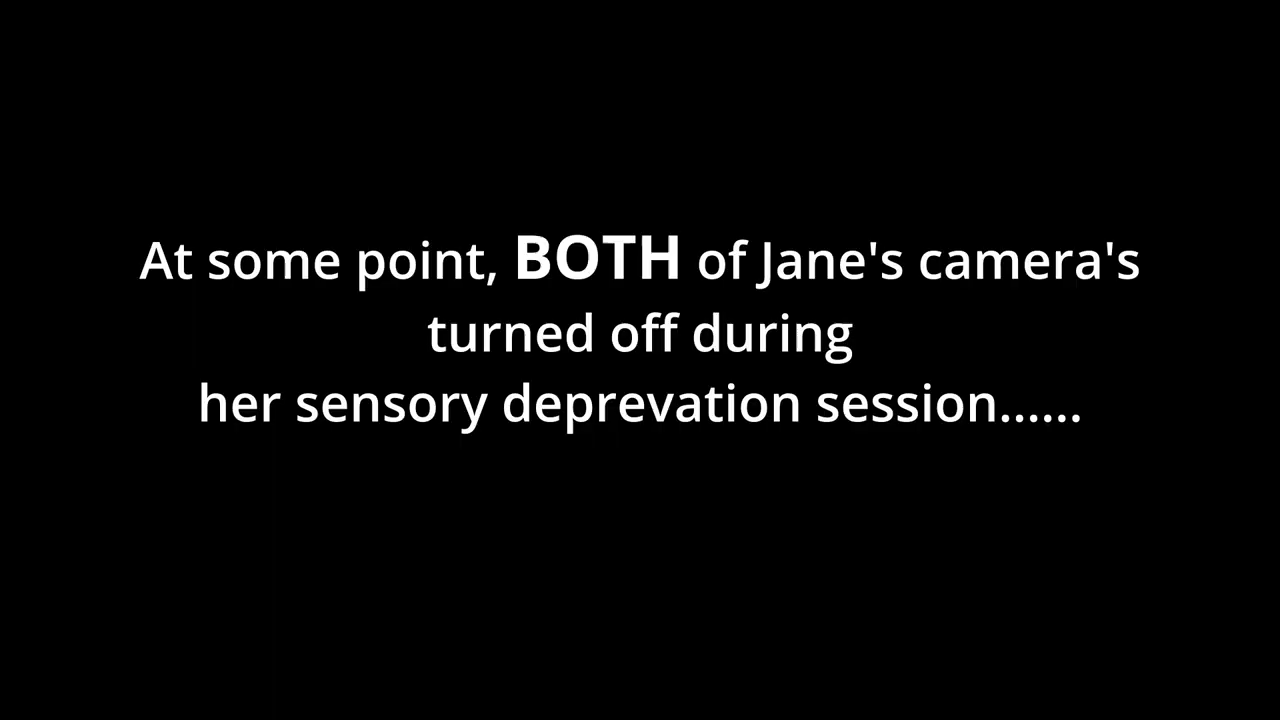 At some point, BOTH of Jane's camera's
turned off during
her sensory deprevation session......